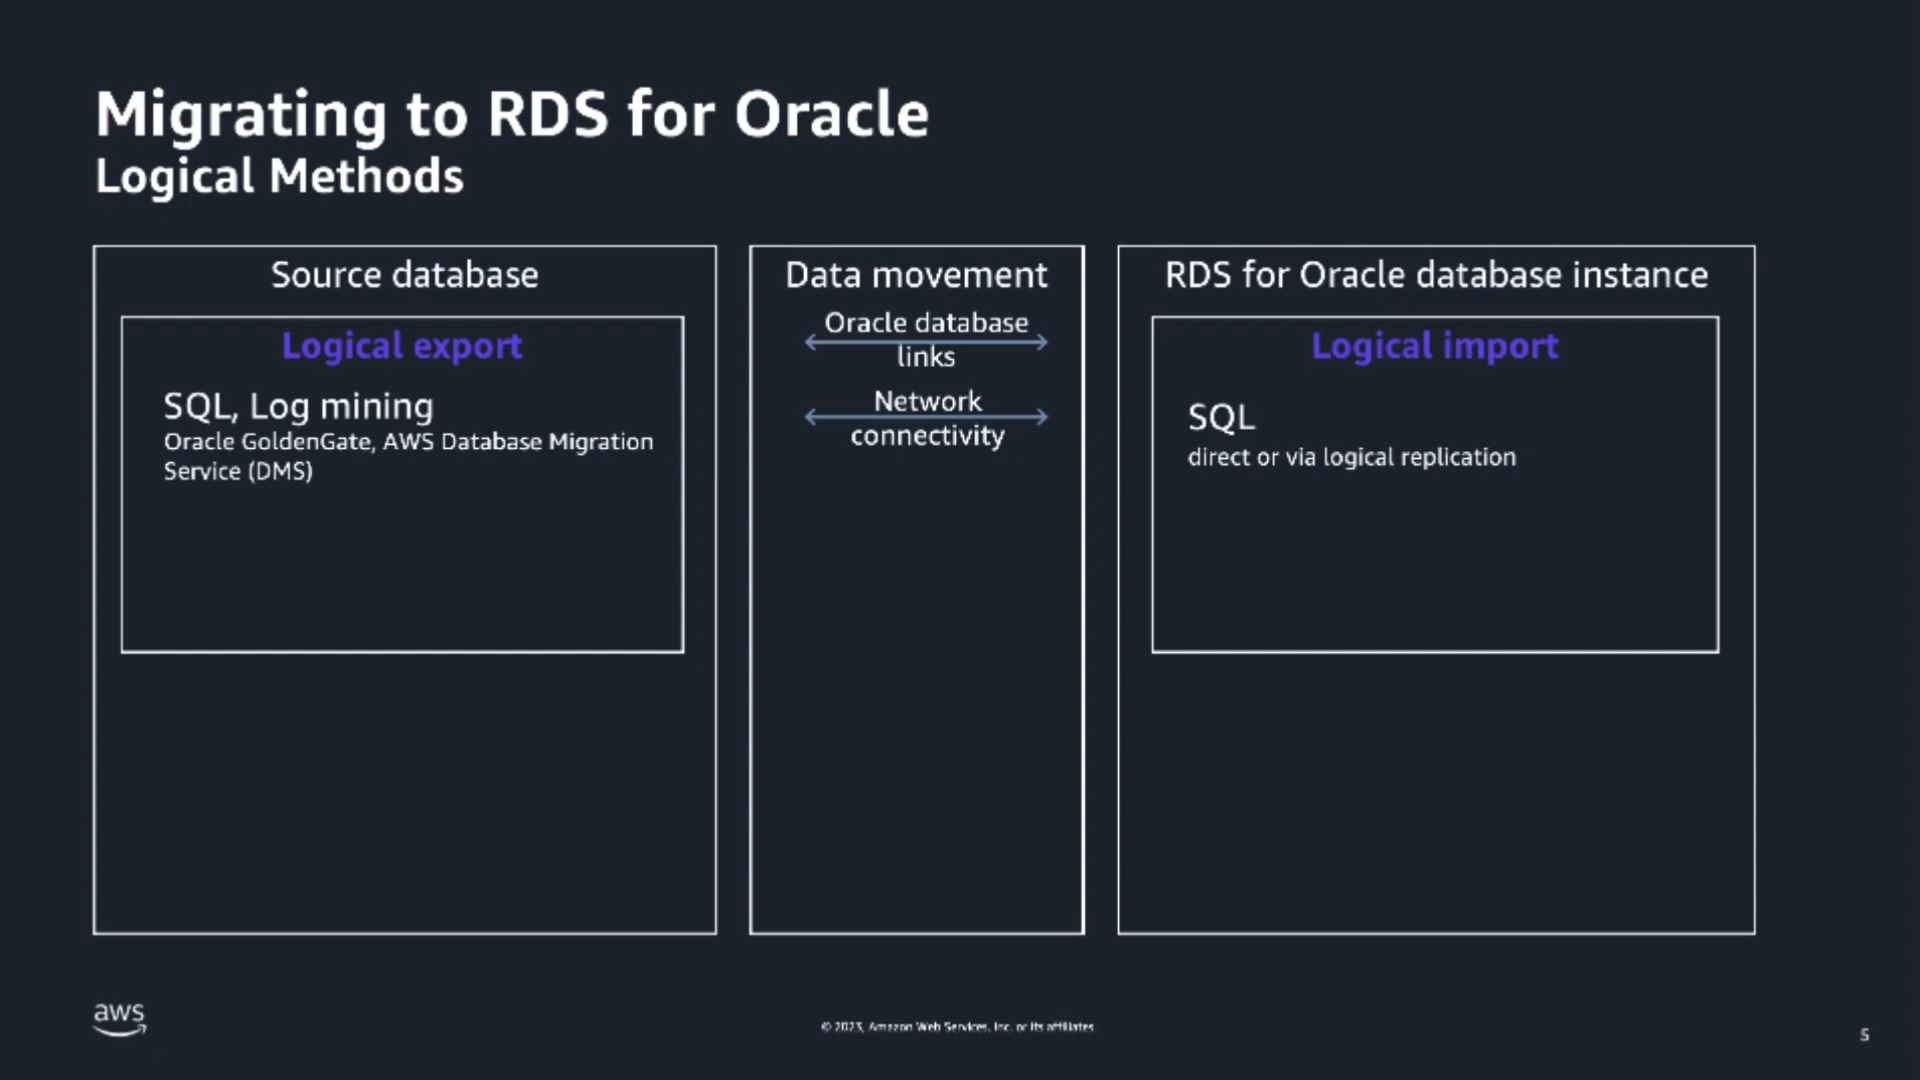 Migrating to RDS for Oracle
Logical Methods
Source database
Logical export
SQL, Log mining
Oracle GoldenGate, AWS Database Migration
Service (DMS)
Data movement
Oracle database
links
Network
connectivity
RDS for Oracle database instance
Logical import
SQL
direct or via logical replication
aws
© 2023, Amazon Web Services, Inc. or its affiliates
5